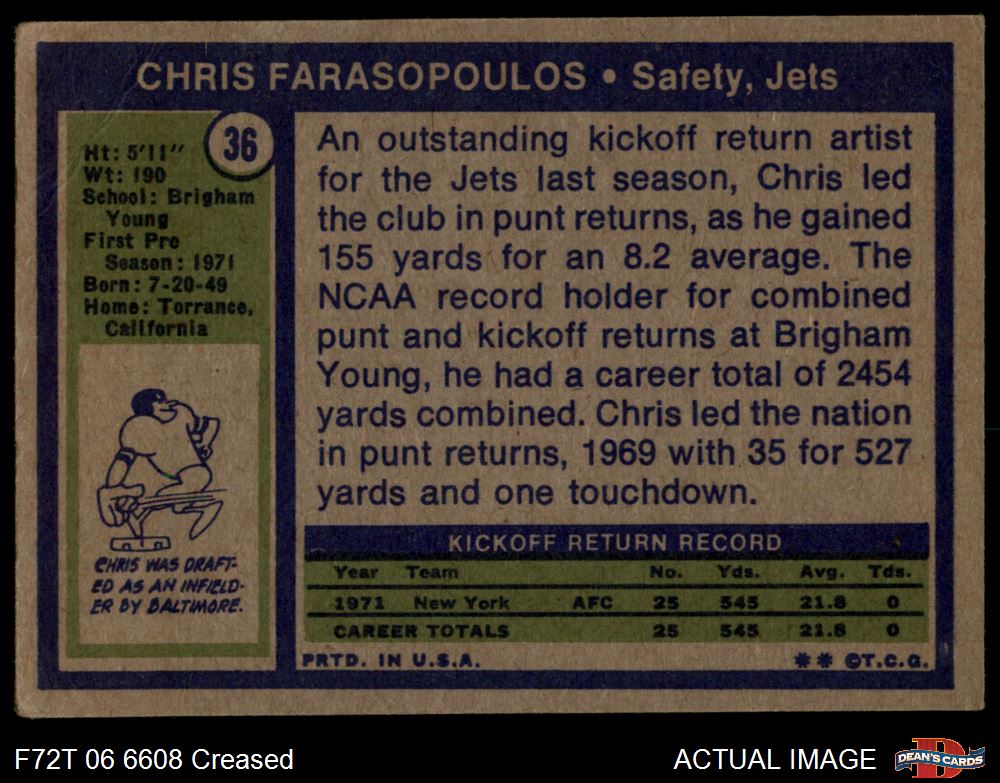 CHRIS FARASOPOULOS • Safety, Jets
36
Ht: 5'11"
Wt: 190
School: Brigham
Young
First Pro
Season: 1971
Born: 7-20-49
Home: Torrance,
California
CHRIS WAS DRAFT-
ED AS AN INFIELD-
ER BY BALTIMORE.
An outstanding kickoff return artist
for the Jets last season, Chris led
the club in punt returns, as he gained
155 yards for an 8.2 average. The
NCAA record holder for combined
punt and kickoff returns at Brigham
Young, he had a career total of 2454
yards combined. Chris led the nation
in punt returns, 1969 with 35 for 527
yards and one touchdown.
KICKOFF RETURN RECORD
Year Team No. Yds. Avg. Tds.
1971 New York AFC 25 545 21.8 0
CAREER TOTALS 25 545 21.8 0
PRTD. IN U.S.A. ** ©T.C.G.
F72T 06 6608 Creased
ACTUAL IMAGE
D
DEAN'S CARDS